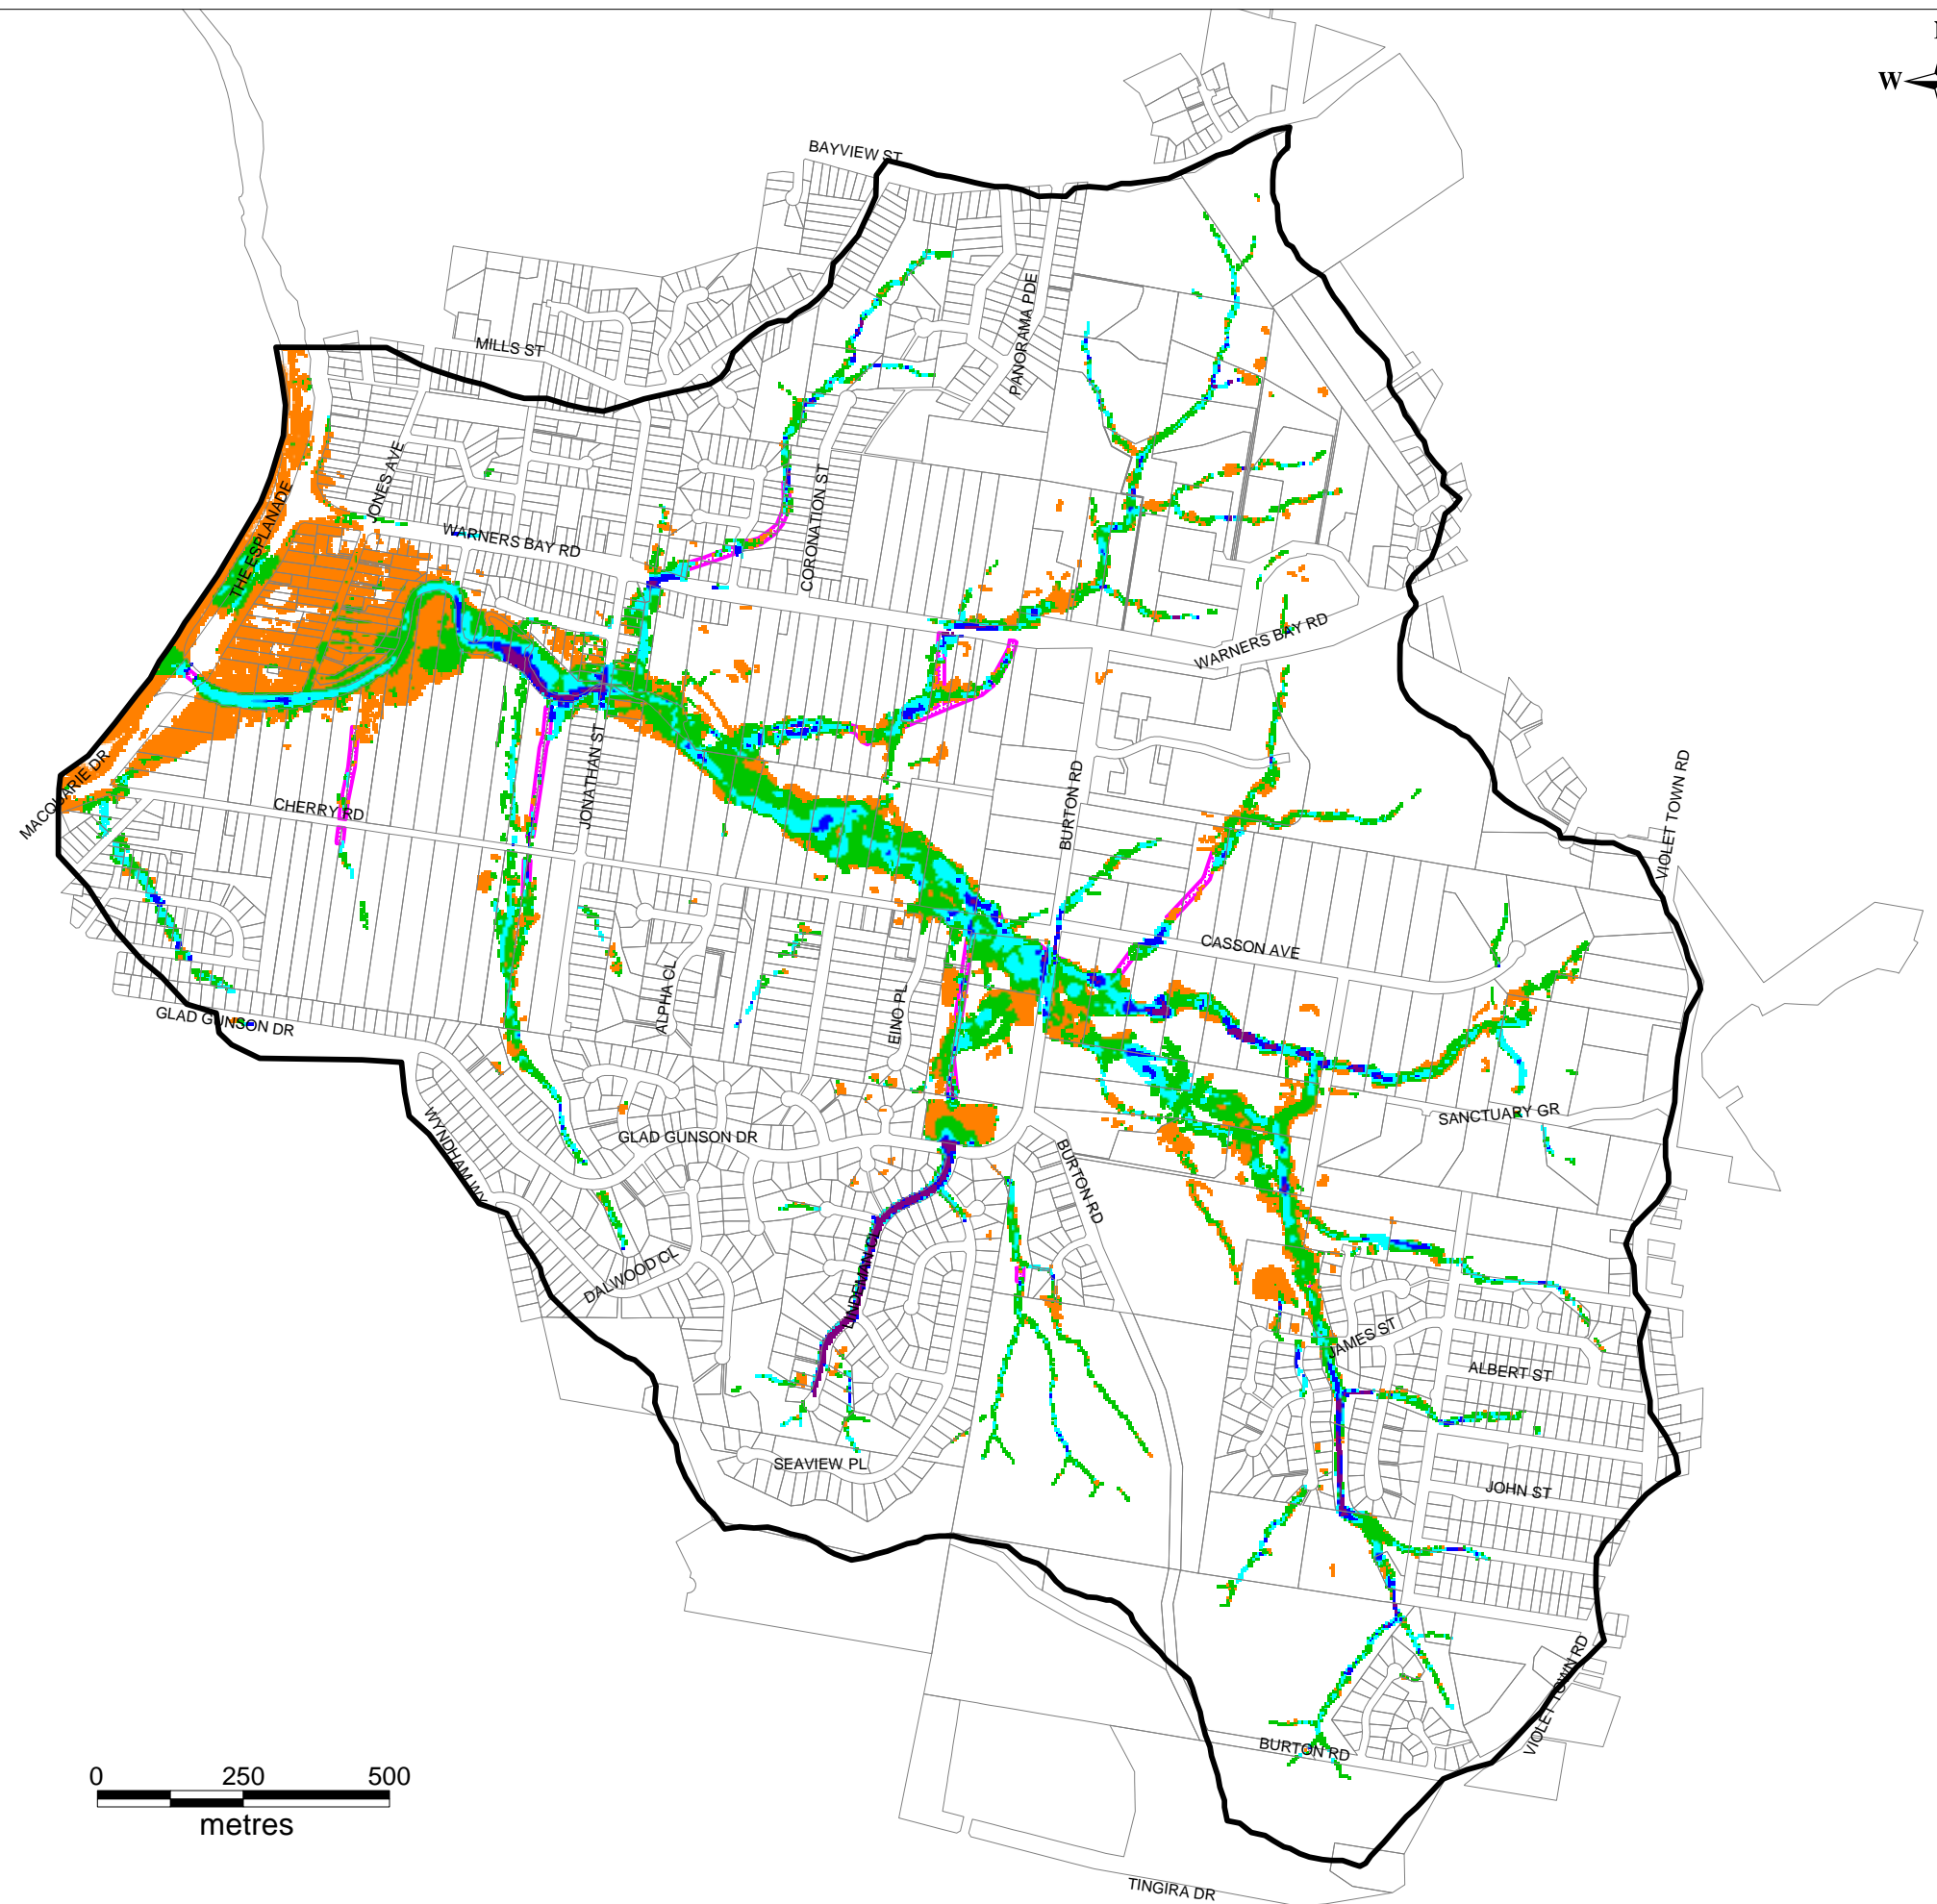 W
BAYVIEW ST
MILLS ST
PANORAMA PDE
JONES AVE
THE ESPLANADE
WARNERS BAY RD
CORONATION ST
WARNERS BAY RD
MACQUARIE DR
CHERRY RD
JONATHAN ST
BURTON RD
VIOLET TOWN RD
CASSON AVE
GLAD GUNSON DR
ALPHA CL
EINO PL
SANCTUARY GR
WYNDHAM WY
GLAD GUNSON DR
BURTON RD
DALWOOD CL
JAMES ST
ALBERT ST
SEAVIEW PL
JOHN ST
VIOLET TOWN RD
BURTON RD
0 250 500
metres
TINGIRA DR